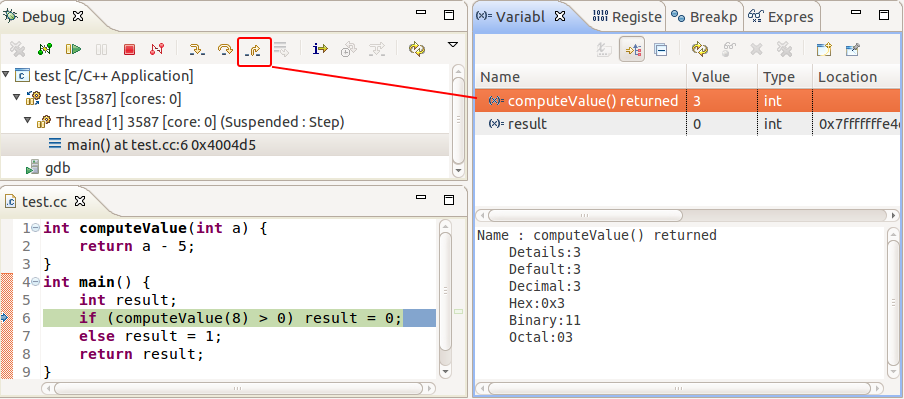 Debug
test [C/C++ Application]
test [3587] [cores: 0]
Thread [1] 3587 [core: 0] (Suspended : Step)
main() at test.cc:6 0x4004d5
gdb
test.cc
1 int computeValue(int a) {
2 return a - 5;
3 }
4 int main() {
5 int result;
6 if (computeValue(8) > 0) result = 0;
7 else result = 1;
8 return result;
9 }
(x)= Variabl
1010 0101 Registe
Breakp
Expres
Name Value Type Location
(x)= computeValue() returned 3 int
(x)= result 0 int 0x7fffffffe4
Name : computeValue() returned
Details:3
Default:3
Decimal:3
Hex:0x3
Binary:11
Octal:03